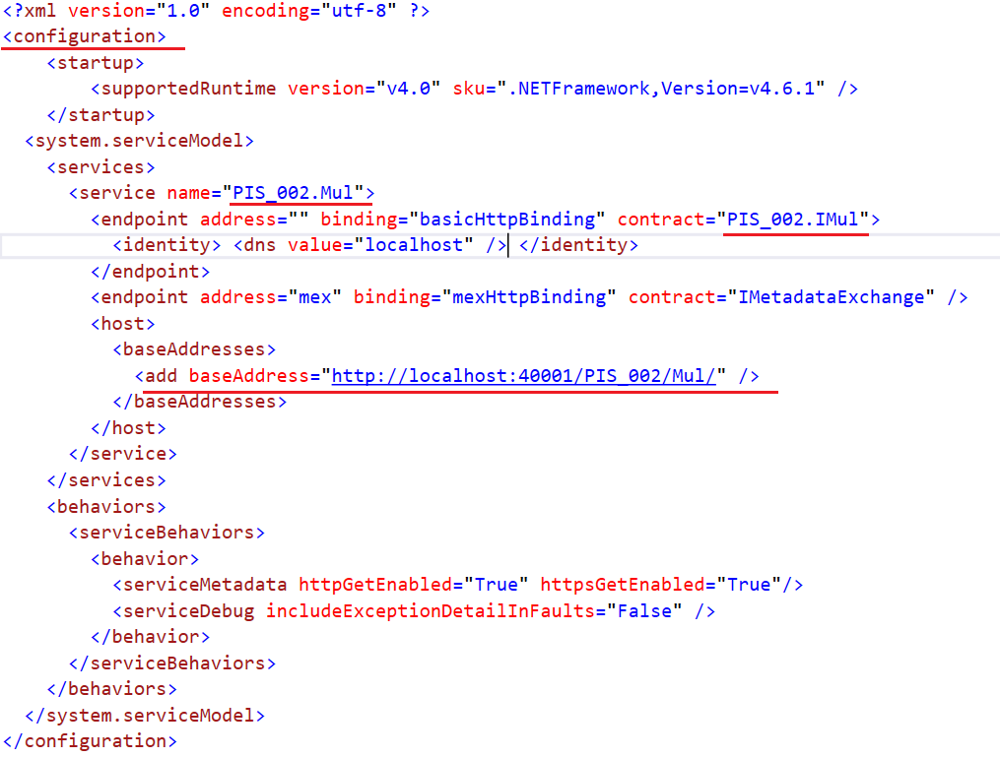 <?xml version="1.0" encoding="utf-8" ?>
<configuration>
    <startup>
        <supportedRuntime version="v4.0" sku=".NETFramework,Version=v4.6.1" />
    </startup>
  <system.serviceModel>
    <services>
      <service name="PIS_002.Mul">
        <endpoint address="" binding="basicHttpBinding" contract="PIS_002.IMul">
          <identity> <dns value="localhost" /> </identity>
        </endpoint>
        <endpoint address="mex" binding="mexHttpBinding" contract="IMetadataExchange" />
        <host>
          <baseAddresses>
            <add baseAddress="http://localhost:40001/PIS_002/Mul/" />
          </baseAddresses>
        </host>
      </service>
    </services>
    <behaviors>
      <serviceBehaviors>
        <behavior>
          <serviceMetadata httpGetEnabled="True" httpsGetEnabled="True"/>
          <serviceDebug includeExceptionDetailInFaults="False" />
        </behavior>
      </serviceBehaviors>
    </behaviors>
  </system.serviceModel>
</configuration>